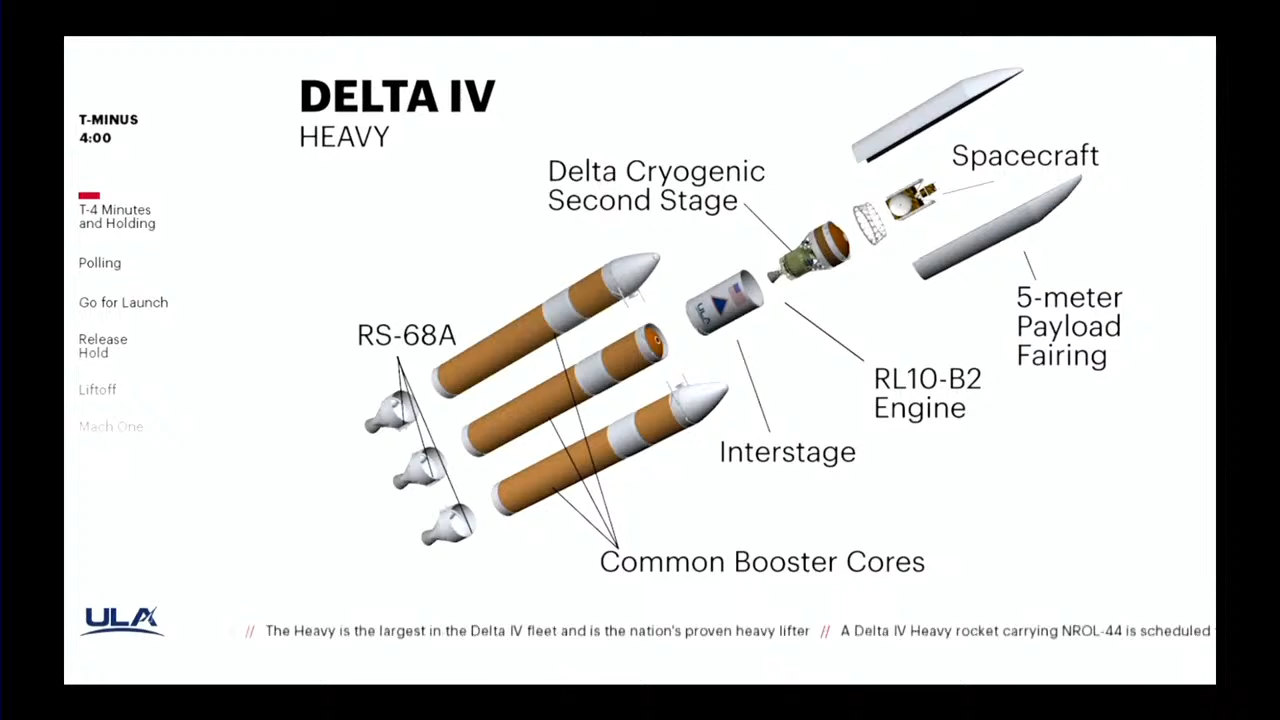 DELTA IV
HEAVY
T-MINUS
4:00
T-4 Minutes
and Holding
Polling
Go for Launch
Release
Hold
Liftoff
Mach One
Delta Cryogenic
Second Stage
Spacecraft
RS-68A
5-meter
Payload
Fairing
RL10-B2
Engine
Interstage
Common Booster Cores
ULA
ULA
// The Heavy is the largest in the Delta IV fleet and is the nation's proven heavy lifter // A Delta IV Heavy rocket carrying NROL-44 is scheduled